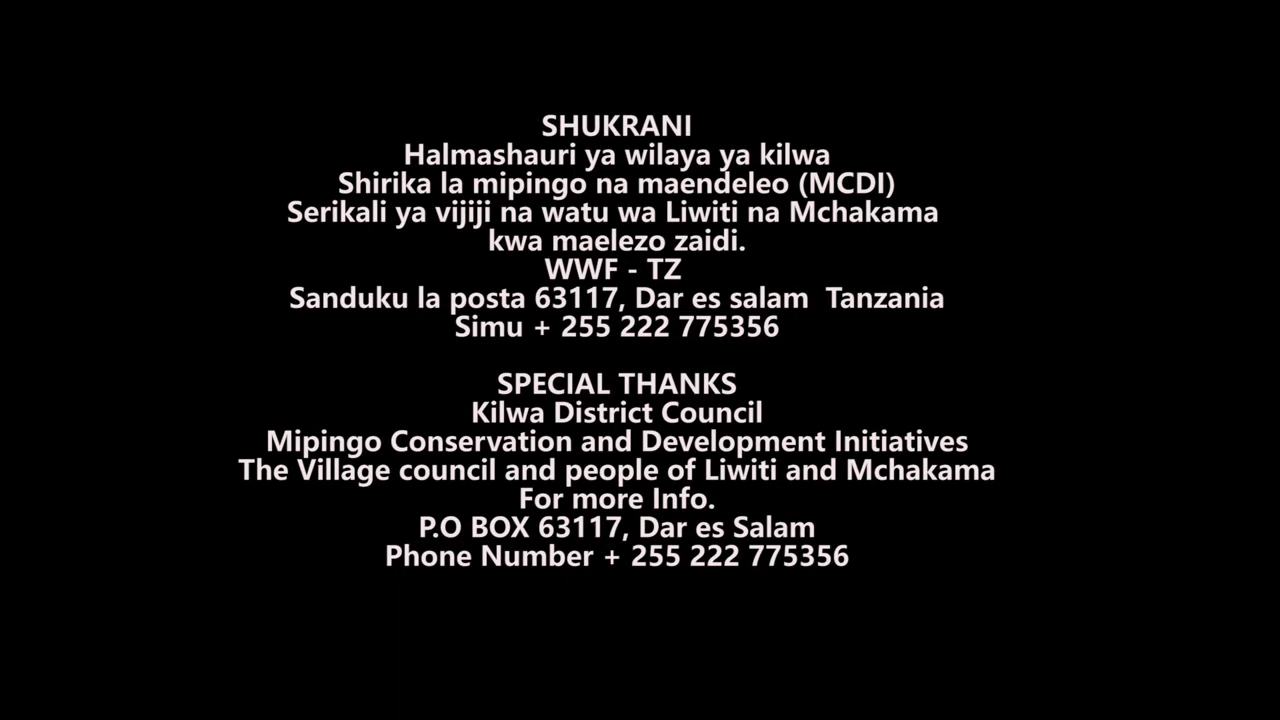 SHUKRANI
Halmashauri ya wilaya ya kilwa
Shirika la mipingo na maendeleo (MCDI)
Serikali ya vijiji na watu wa Liwiti na Mchakama
kwa maelezo zaidi.
WWF - TZ
Sanduku la posta 63117, Dar es salam  Tanzania
Simu + 255 222 775356
SPECIAL THANKS
Kilwa District Council
Mipingo Conservation and Development Initiatives
The Village council and people of Liwiti and Mchakama
For more Info.
P.O BOX 63117, Dar es Salam
Phone Number + 255 222 775356